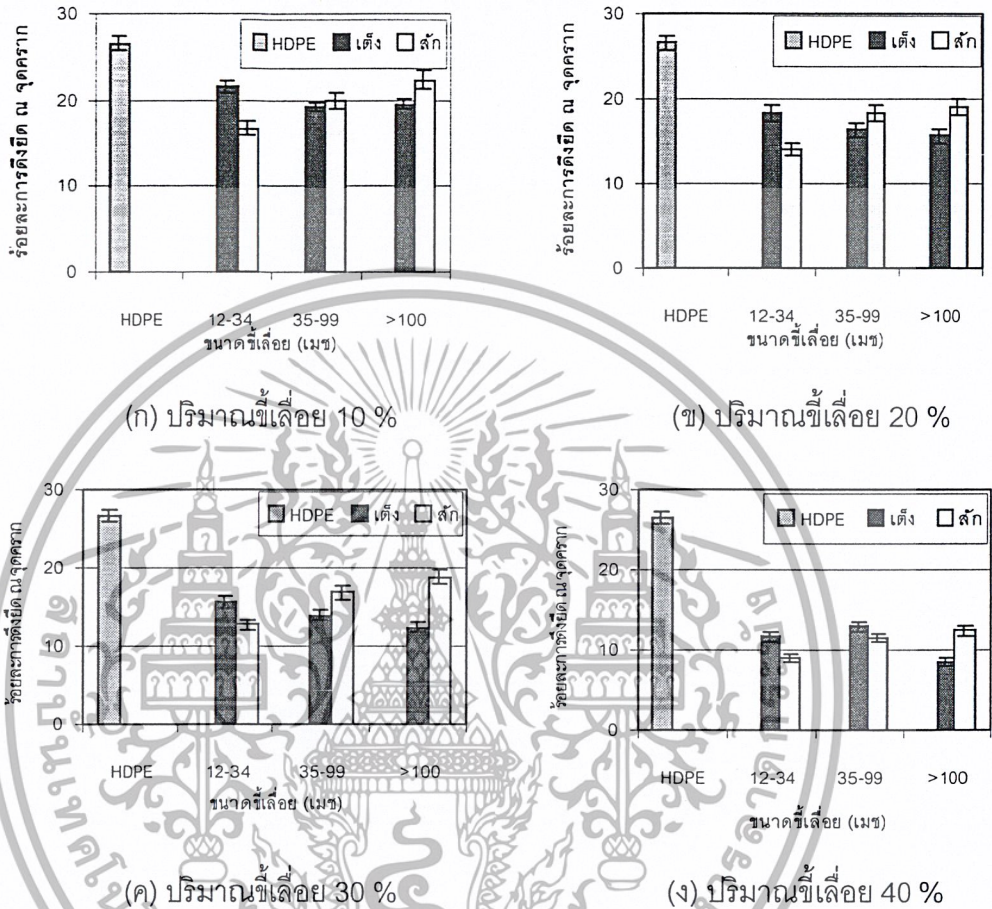 ร้อยละการดึงยืด ณ จุดคราก
30
20
10
0
HDPE เต็ง สัก
HDPE 12-34 35-99 >100
ขนาดขี้เลื่อย (เมช)
(ก) ปริมาณขี้เลื่อย 10 %
ร้อยละการดึงยืด ณ จุดคราก
30
20
10
0
HDPE เต็ง สัก
HDPE 12-34 35-99 >100
ขนาดขี้เลื่อย (เมช)
(ข) ปริมาณขี้เลื่อย 20 %
ร้อยละการดึงยืด ณ จุดคราก
30
20
10
0
HDPE เต็ง สัก
HDPE 12-34 35-99 >100
ขนาดขี้เลื่อย (เมช)
(ค) ปริมาณขี้เลื่อย 30 %
ร้อยละการดึงยืด ณ จุดคราก
30
20
10
0
HDPE เต็ง สัก
HDPE 12-34 35-99 >100
ขนาดขี้เลื่อย (เมช)
(ง) ปริมาณขี้เลื่อย 40 %